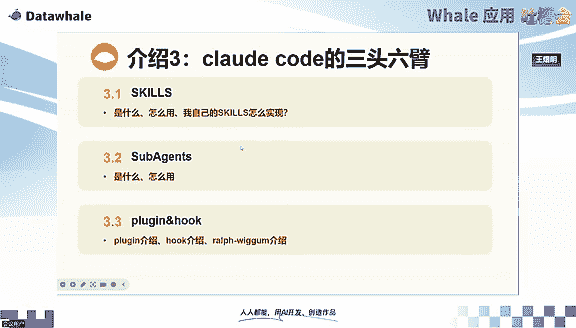 Datawhale
Whale 应用 吐槽会
介绍3：claude code的三头六臂
3.1 SKILLS
• 是什么、怎么用、我自己的SKILLS怎么实现？
3.2 SubAgents
• 是什么、怎么用
3.3 plugin&hook
• plugin介绍、hook介绍、ralph-wiggum介绍
人人都能，用AI开发、创造作品